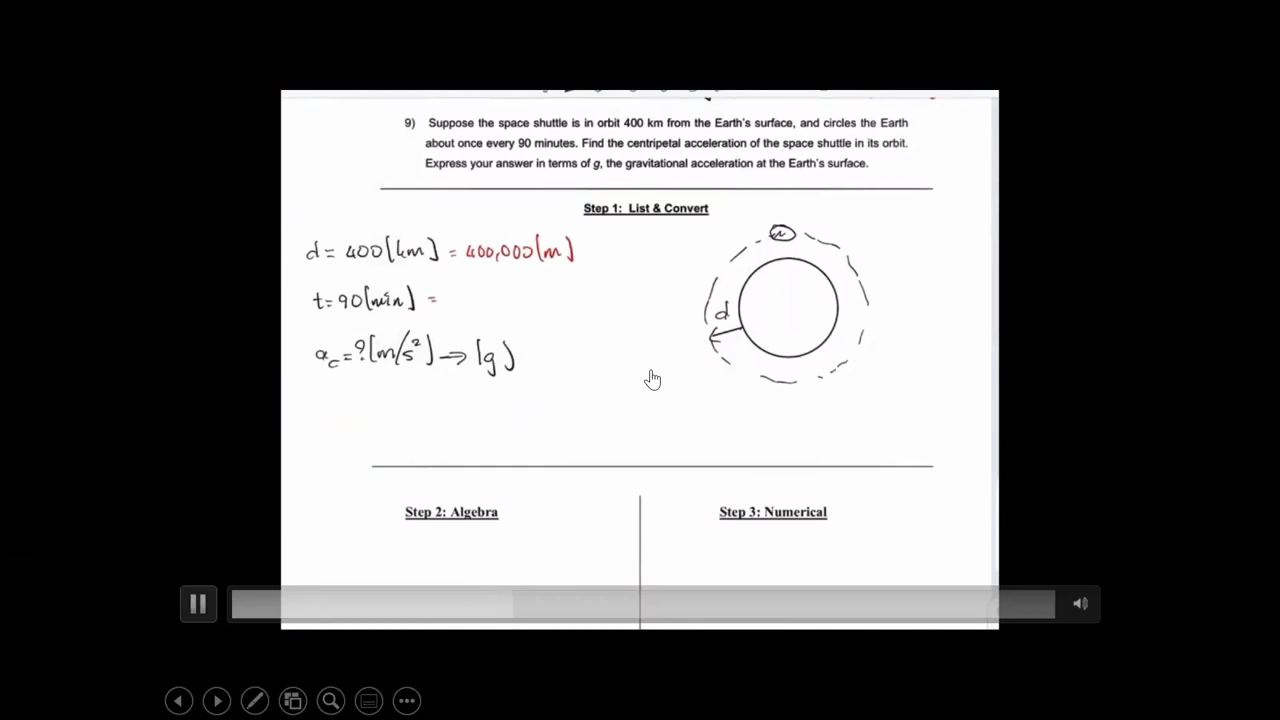 9) Suppose the space shuttle is in orbit 400 km from the Earth's surface, and circles the Earth
about once every 90 minutes. Find the centripetal acceleration of the space shuttle in its orbit.
Express your answer in terms of g, the gravitational acceleration at the Earth's surface.
Step 1: List & Convert
d = 400 [km] = 400,000 [m]
t = 90 [min] =
d
a_c = ? [m/s²] → [g]
Step 2: Algebra
Step 3: Numerical